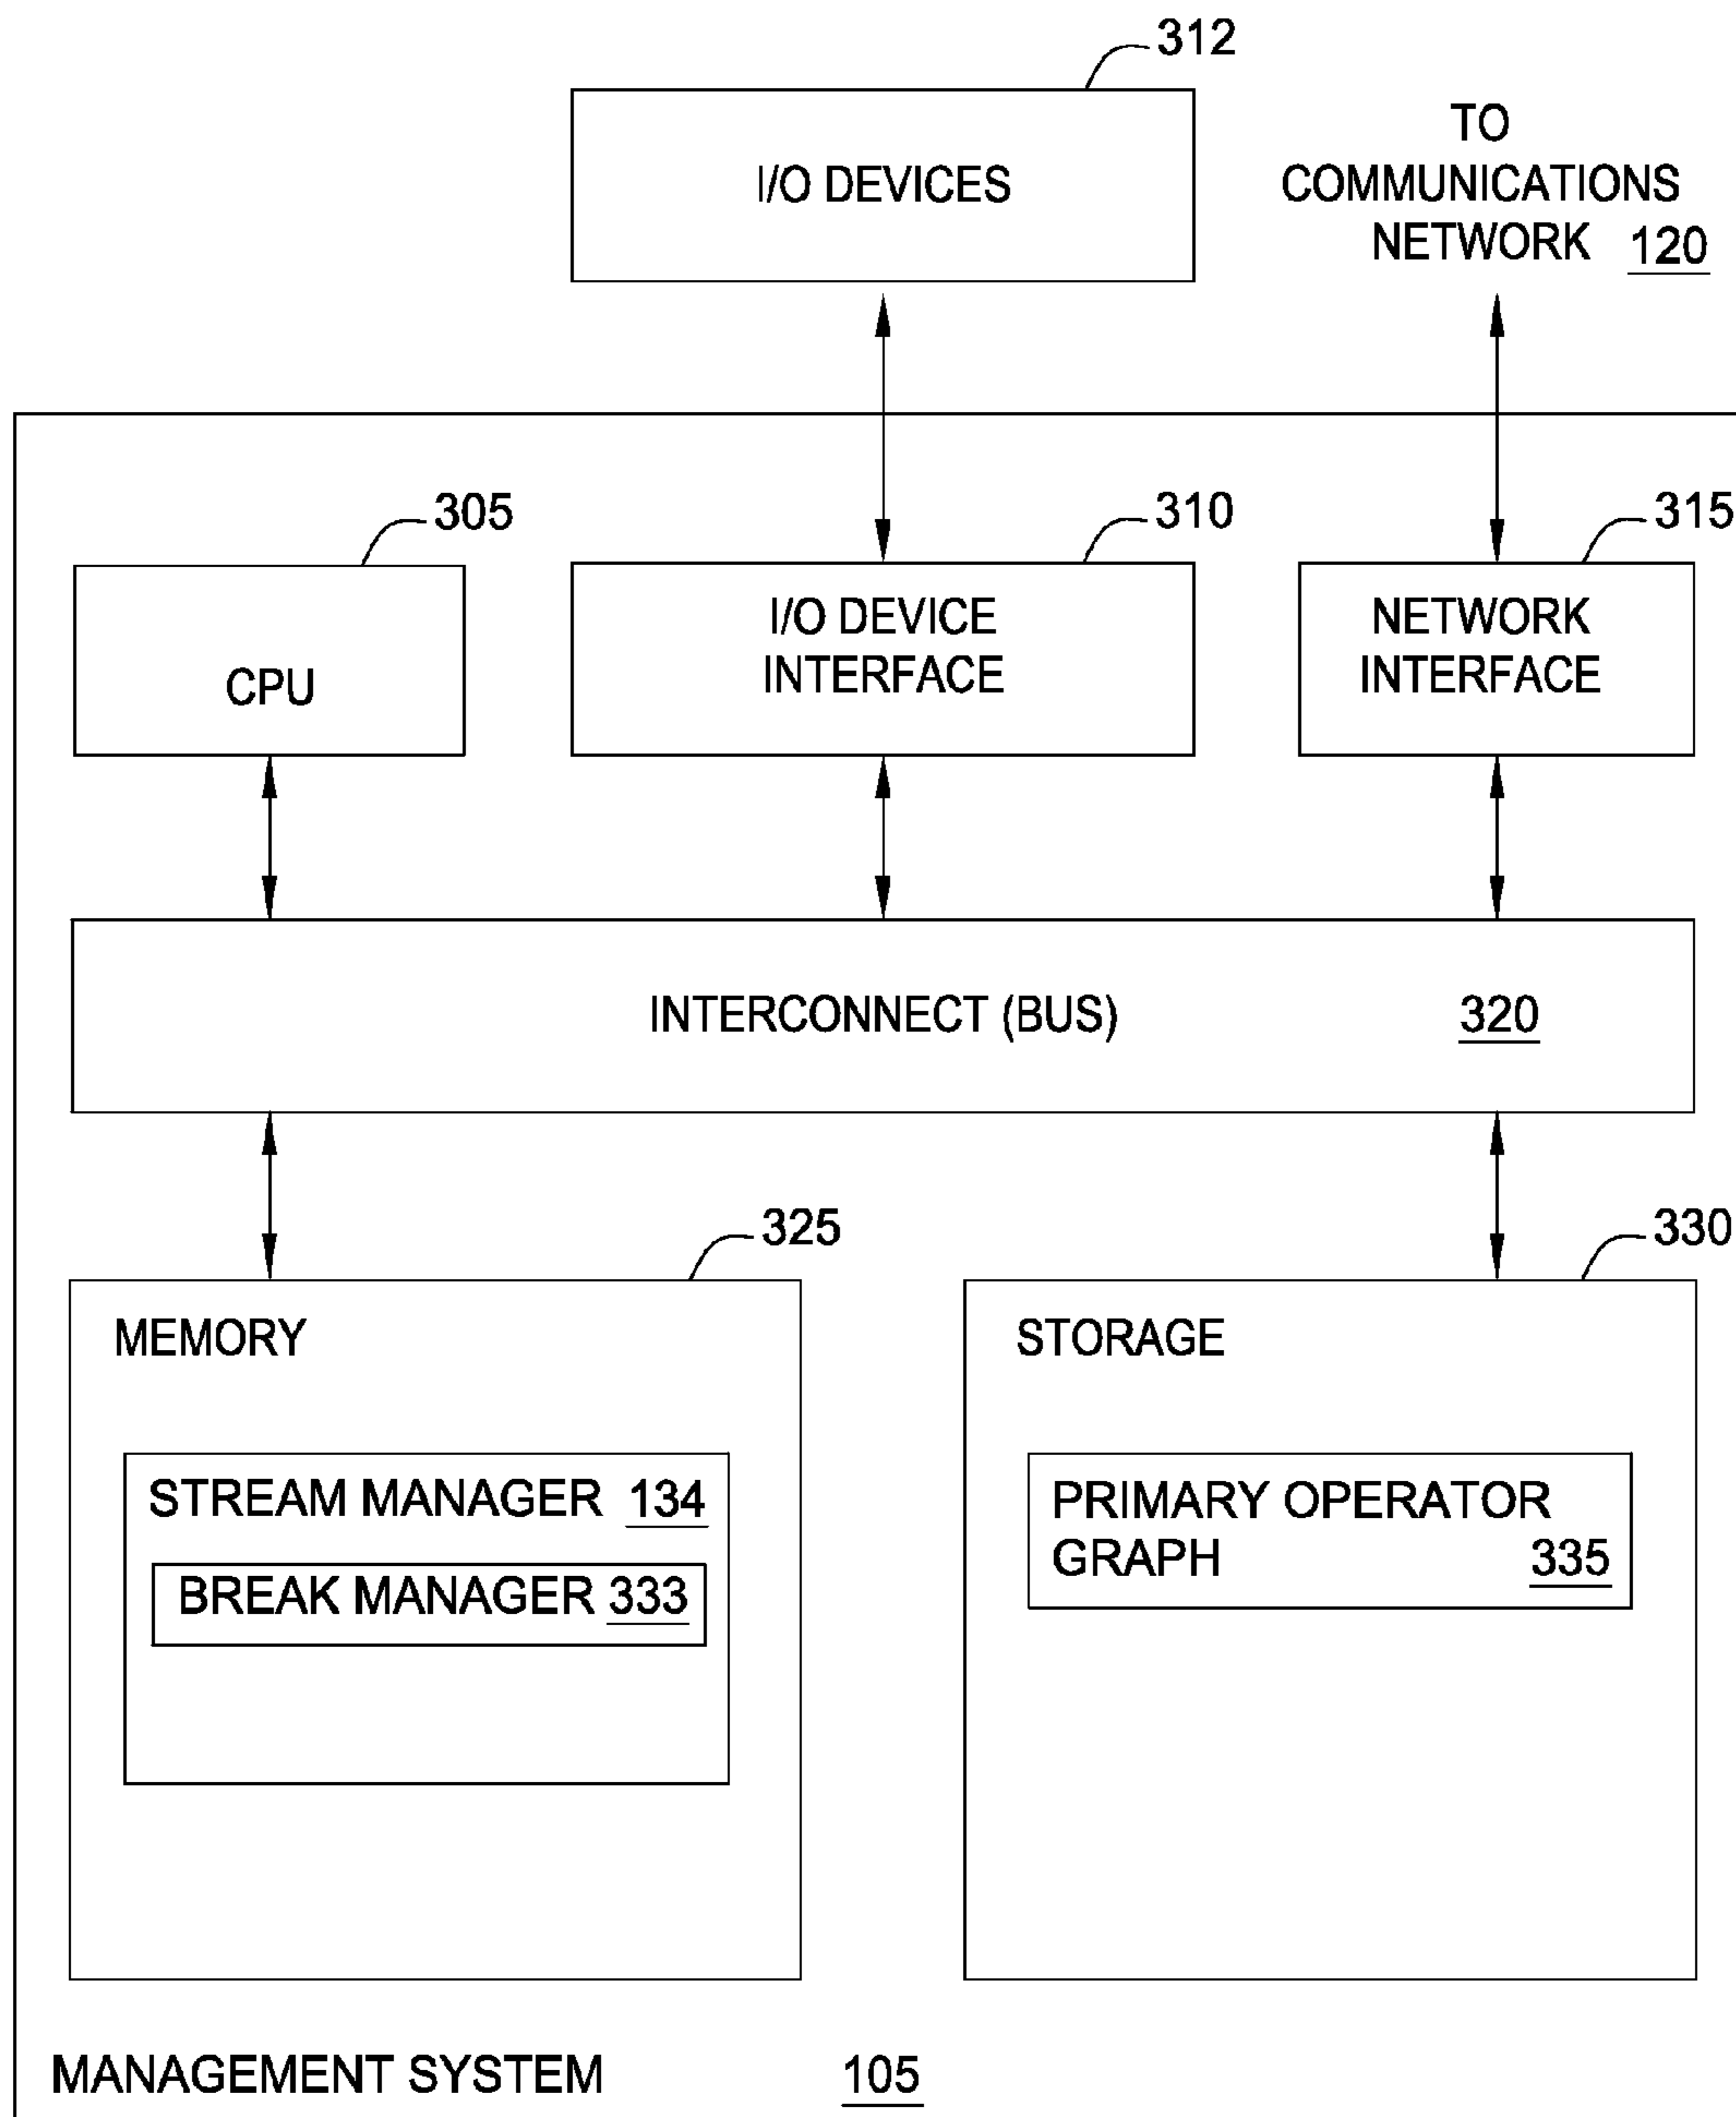 312
I/O DEVICES
TO
COMMUNICATIONS
NETWORK 120
305
310
315
CPU
I/O DEVICE
INTERFACE
NETWORK
INTERFACE
INTERCONNECT (BUS) 320
325
330
MEMORY
STREAM MANAGER 134
BREAK MANAGER 333
STORAGE
PRIMARY OPERATOR
GRAPH 335
MANAGEMENT SYSTEM 105